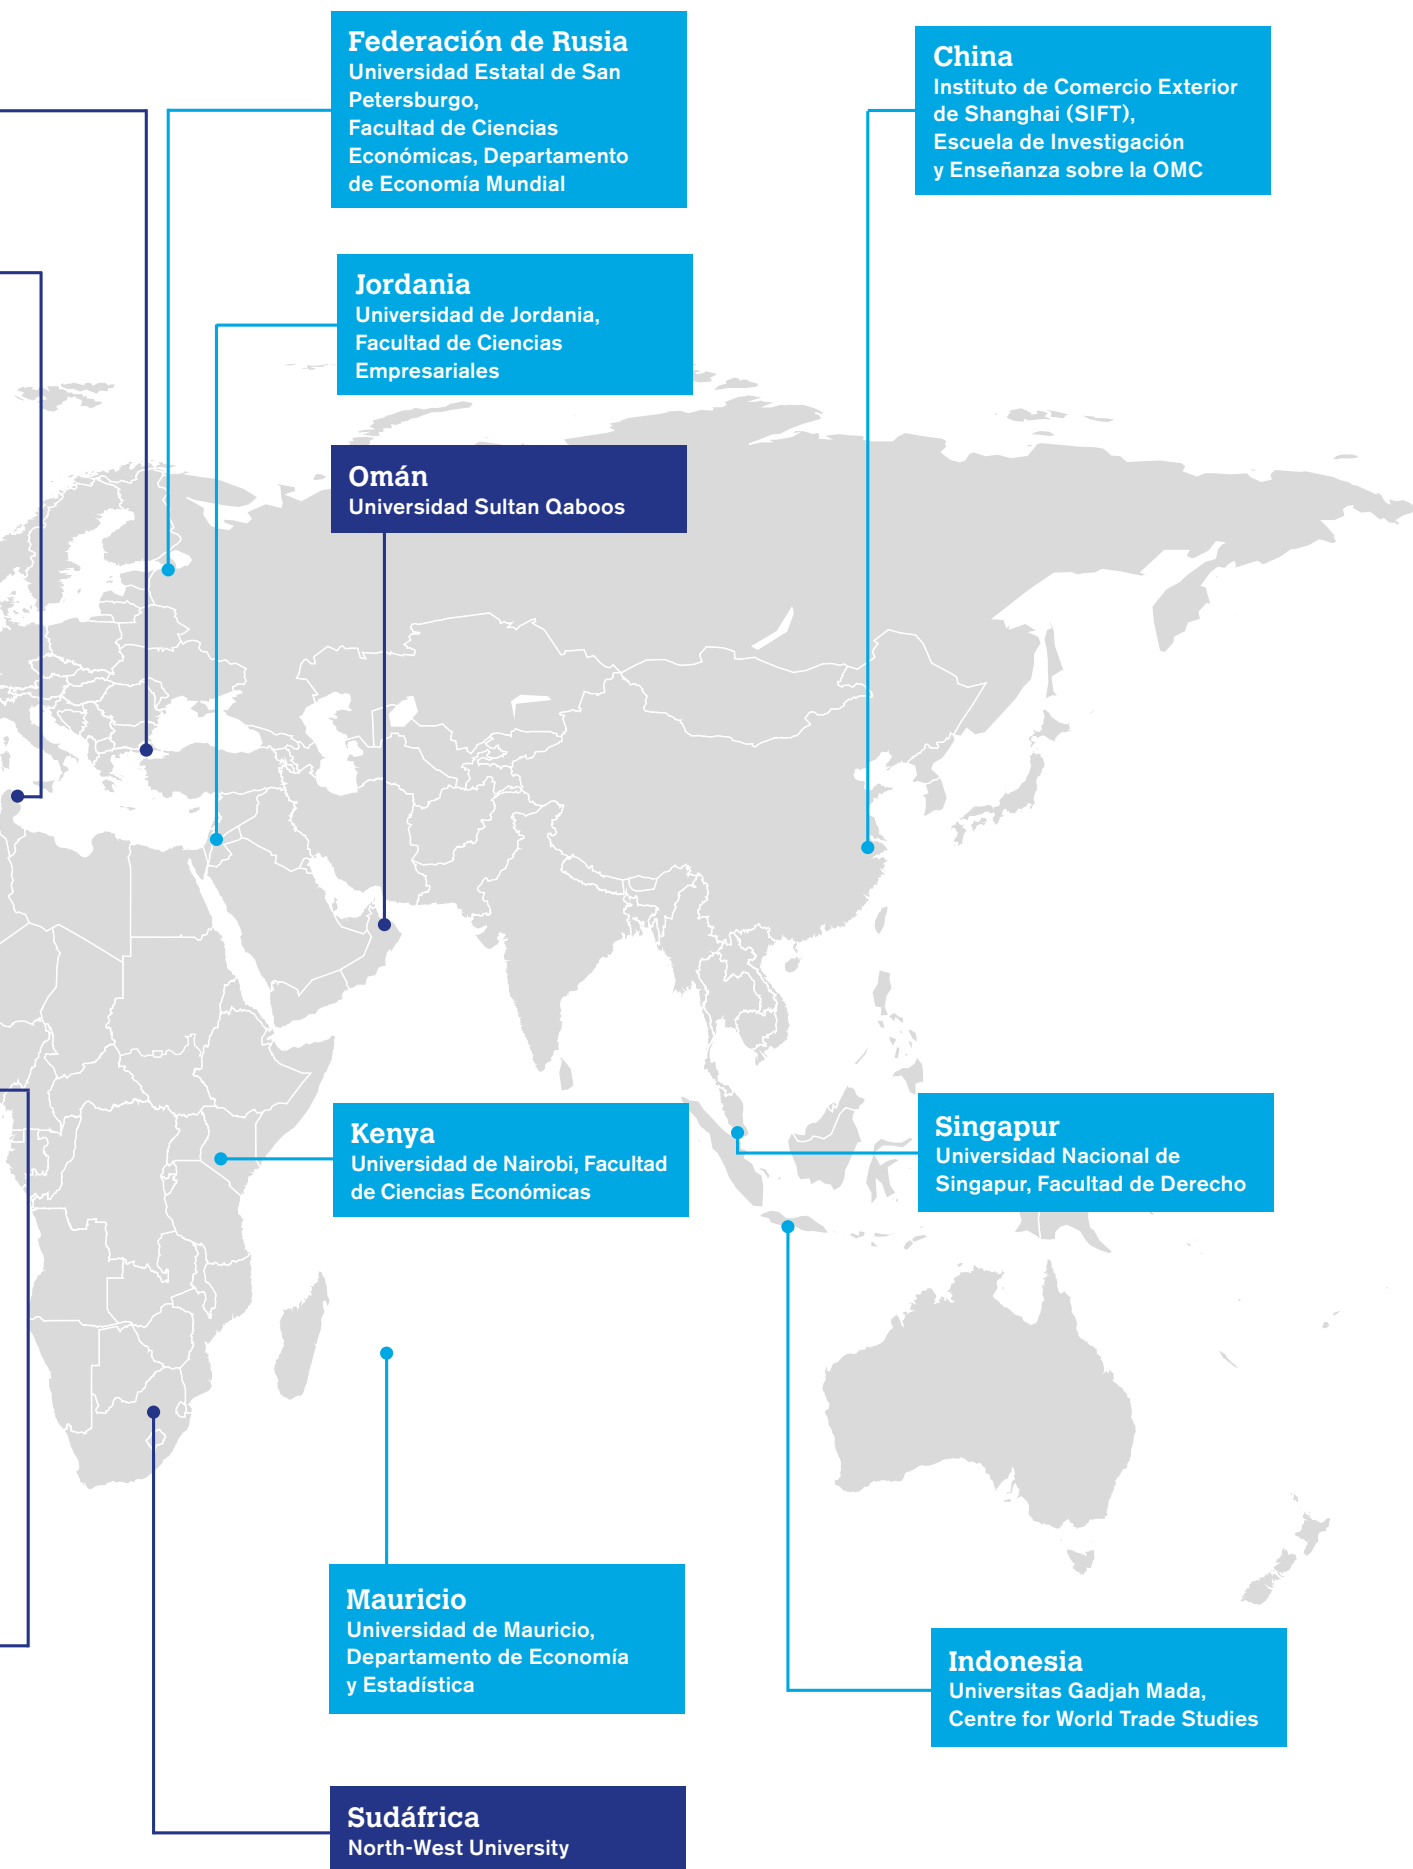 Federación de Rusia
Universidad Estatal de San
Petersburgo,
Facultad de Ciencias
Económicas, Departamento
de Economía Mundial
China
Instituto de Comercio Exterior
de Shanghai (SIFT),
Escuela de Investigación
y Enseñanza sobre la OMC
Jordania
Universidad de Jordania,
Facultad de Ciencias
Empresariales
Omán
Universidad Sultan Qaboos
Kenya
Universidad de Nairobi, Facultad
de Ciencias Económicas
Singapur
Universidad Nacional de
Singapur, Facultad de Derecho
Mauricio
Universidad de Mauricio,
Departamento de Economía
y Estadística
Indonesia
Universitas Gadjah Mada,
Centre for World Trade Studies
Sudáfrica
North-West University